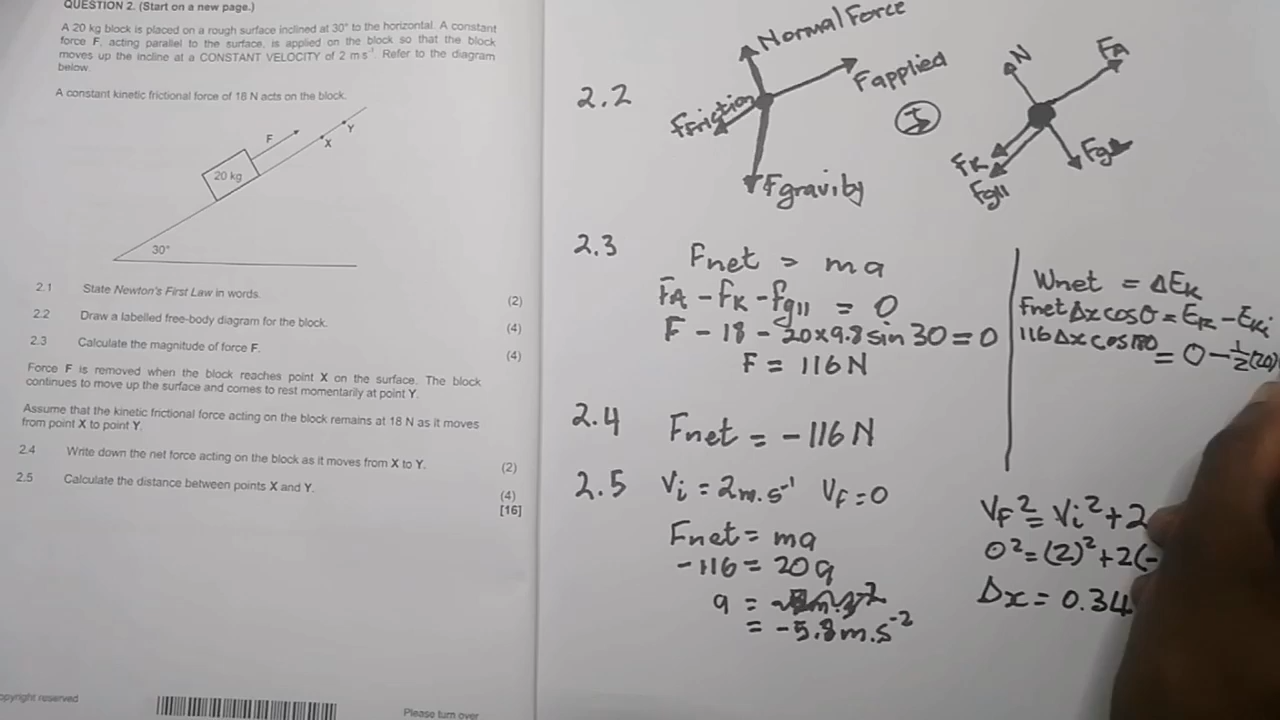 QUESTION 2. (Start on a new page.)
A 20 kg block is placed on a rough surface inclined at 30° to the horizontal. A constant
force F, acting parallel to the surface, is applied on the block so that the block
moves up the incline at a CONSTANT VELOCITY of 2 m·s⁻¹. Refer to the diagram
below.
A constant kinetic frictional force of 18 N acts on the block.
F
X
Y
20 kg
30°
2.1 State Newton's First Law in words. (2)
2.2 Draw a labelled free-body diagram for the block. (4)
2.3 Calculate the magnitude of force F. (4)
Force F is removed when the block reaches point X on the surface. The block
continues to move up the surface and comes to rest momentarily at point Y.
Assume that the kinetic frictional force acting on the block remains at 18 N as it moves
from point X to point Y.
2.4 Write down the net force acting on the block as it moves from X to Y. (2)
2.5 Calculate the distance between points X and Y. (4)
[16]
opyright reserved
Please turn over
2.2
Normal Force
Fapplied
fFriction
Fgravity
N
FA
fK
Fg||
Fg⊥
2.3
Fnet = ma
FA - fK - fg|| = 0
F - 18 - 20×9.8 sin 30 = 0
F = 116 N
Wnet = ΔEK
Fnet Δx cos θ = EK - EKi
116 Δx cos 180
= 0 - ½(20)
2.4 Fnet = -116 N
2.5 Vi = 2m.s⁻¹ VF = 0
Fnet = ma
-116 = 20a
a =
= -5.8 m.s⁻²
VF² = Vi² + 2
0² = (2)² + 2(-
Δx = 0.34